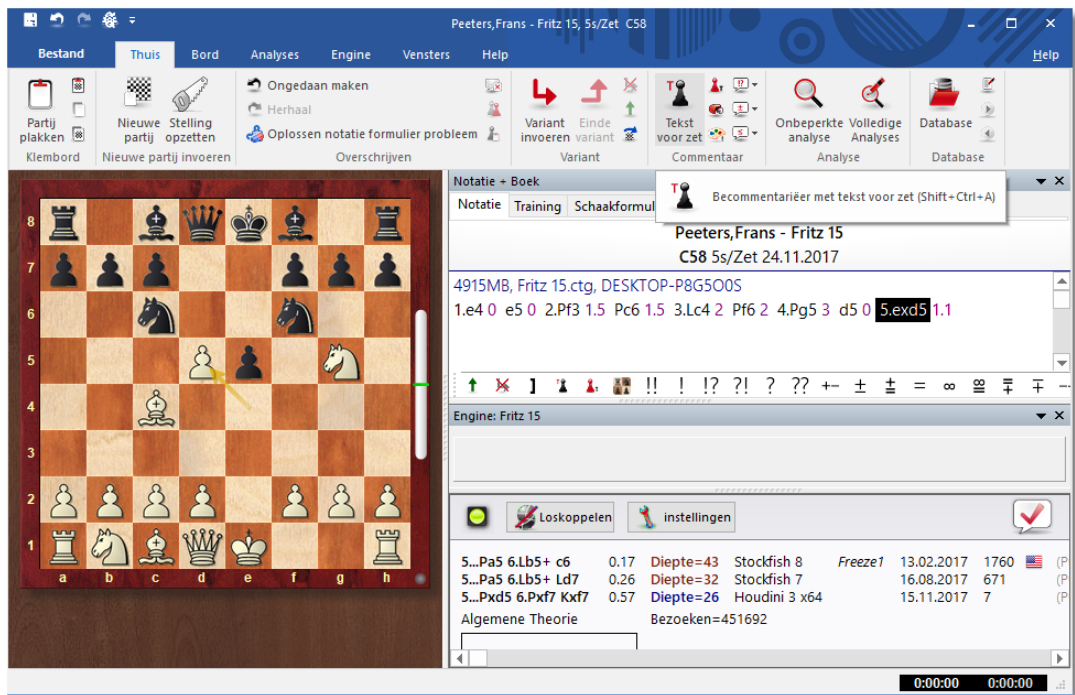 Peeters,Frans - Fritz 15, 5s/Zet C58
Bestand Thuis Bord Analyses Engine Vensters Help Help
Partij plakken
Klembord
Nieuwe partij
Stelling opzetten
Nieuwe partij invoeren
Ongedaan maken
Herhaal
Oplossen notatie formulier probleem
Overschrijven
Variant invoeren
Einde variant
Variant
Tekst voor zet
Commentaar
Onbeperkte analyse
Volledige Analyses
Analyse
Database
Database
Becommentariëer met tekst voor zet (Shift+Ctrl+A)
Notatie + Boek
Notatie Training Schaakformul
Peeters,Frans - Fritz 15
C58 5s/Zet 24.11.2017
4915MB, Fritz 15.ctg, DESKTOP-P8G5O0S
1.e4 0 e5 0 2.Pf3 1.5 Pc6 1.5 3.Lc4 2 Pf6 2 4.Pg5 3 d5 0 5.exd5 1.1
!! ! !? ?! ? ?? +− ± ⩲ = ∞ ⩱ ∓
Engine: Fritz 15
Loskoppelen instellingen
5...Pa5 6.Lb5+ c6 0.17 Diepte=43 Stockfish 8 Freeze1 13.02.2017 1760 (P
5...Pa5 6.Lb5+ Ld7 0.26 Diepte=32 Stockfish 7 16.08.2017 671 (P
5...Pxd5 6.Pxf7 Kxf7 0.57 Diepte=26 Houdini 3 x64 15.11.2017 7 (P
Algemene Theorie Bezoeken=451692
8
7
6
5
4
3
2
1
a b c d e f g h
0:00:00 0:00:00